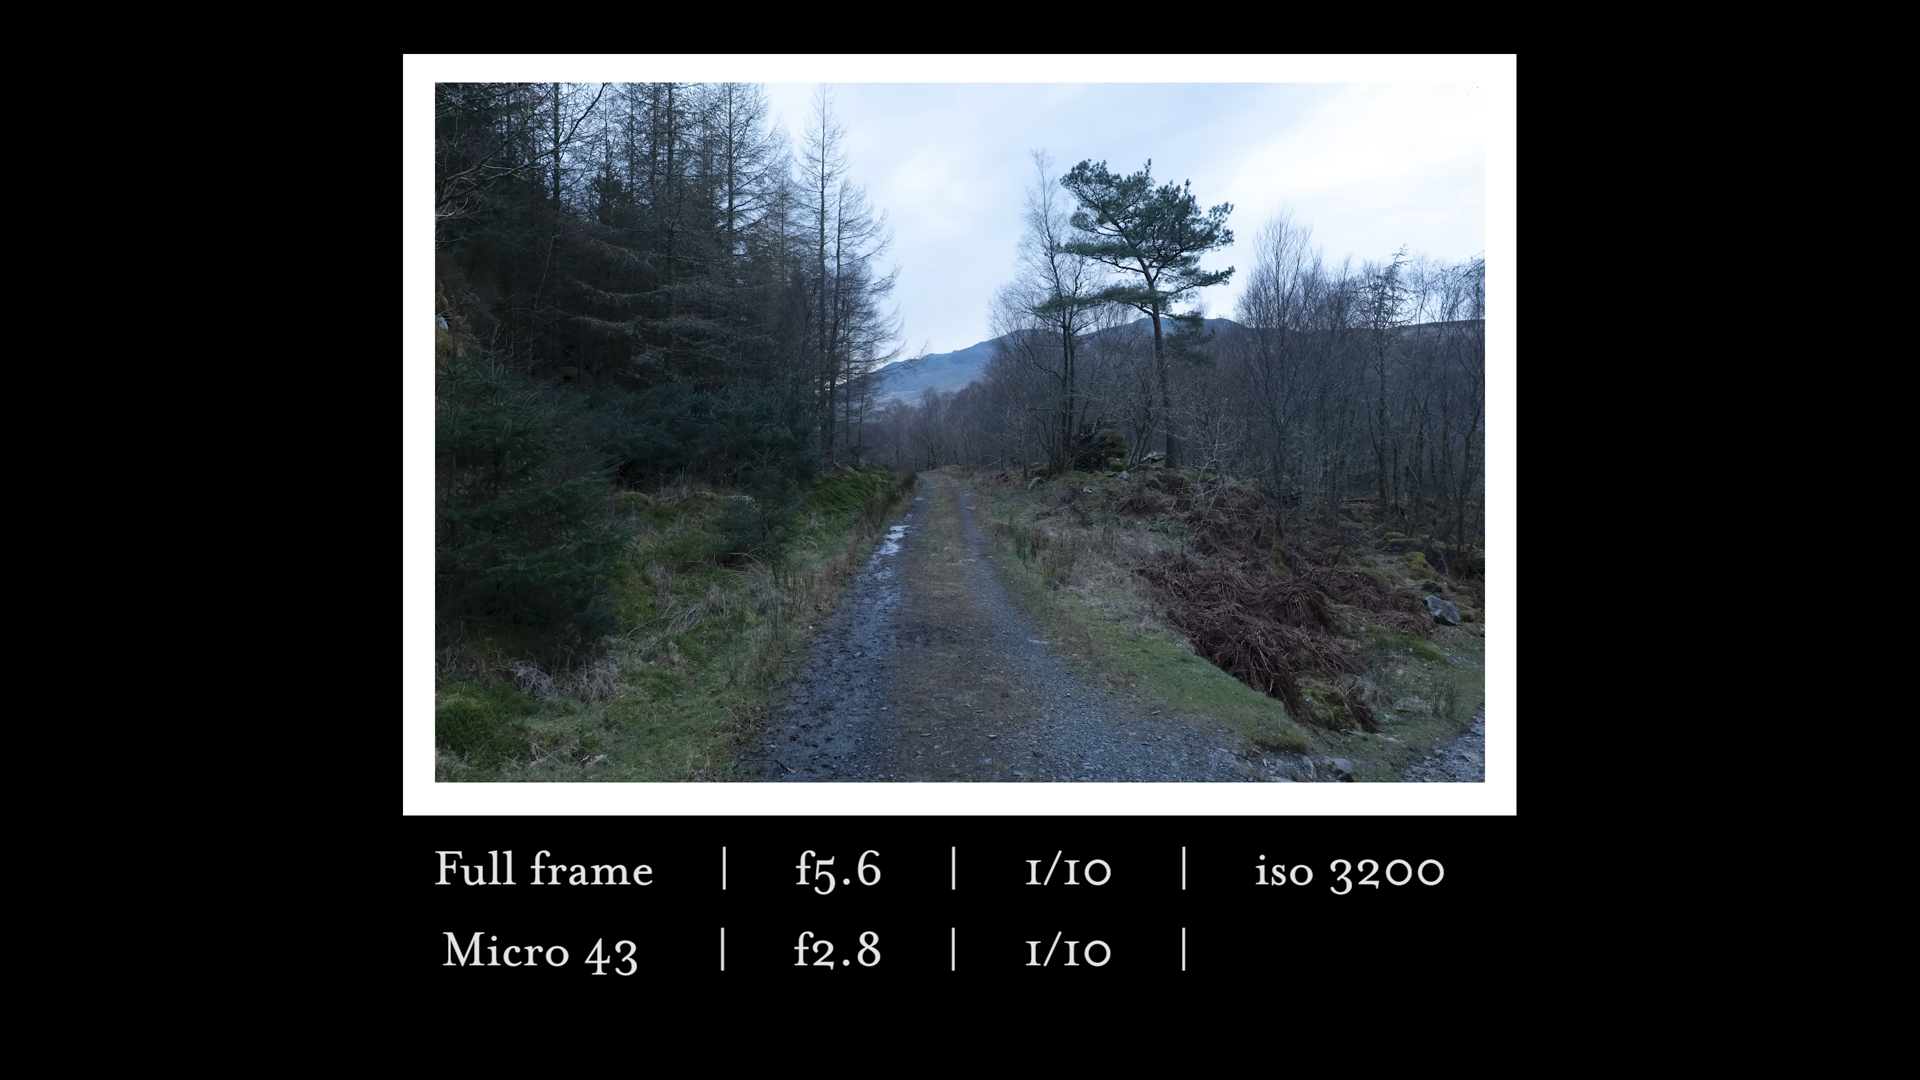 Full frame | f5.6 | 1/10 | iso 3200
Micro 43 | f2.8 | 1/10 |